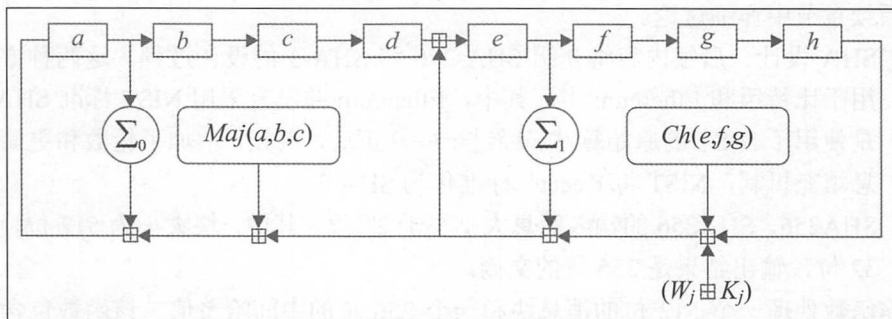 a b c d ⊞ e f g h
∑₀ Maj(a,b,c) ∑₁ Ch(e,f,g)
⊞ ⊞ ⊞ ⊞
(Wⱼ ⊞ Kⱼ)